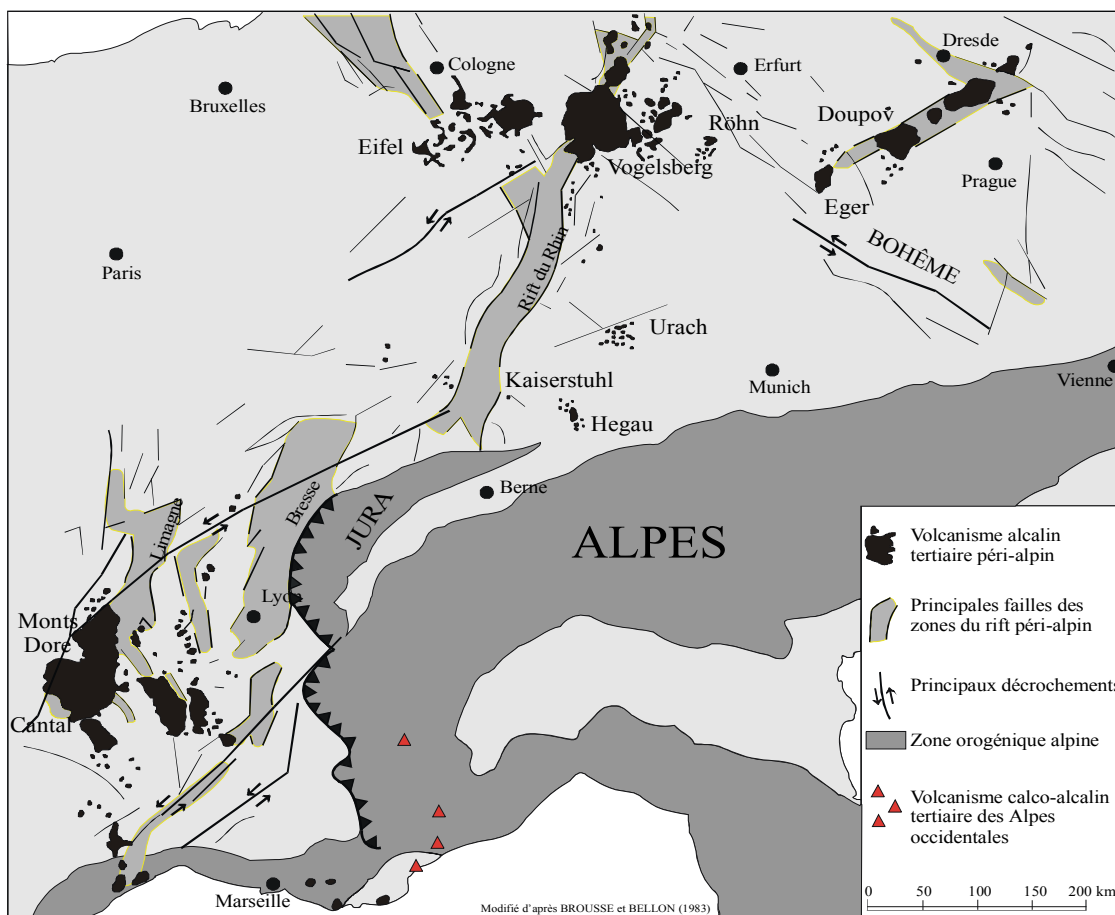 Dresde
Cologne
Erfurt
Bruxelles
Doupov
Eifel
Röhn
Vogelsberg
Prague
Eger
BOHÊME
Paris
Rift du Rhin
Urach
Kaiserstuhl
Munich
Vienne
Hegau
Berne
Limagne
Bresse
JURA
ALPES
Lyon
Monts
Dore
Cantal
Marseille
Volcanisme alcalin
tertiaire péri-alpin
Principales failles des
zones du rift péri-alpin
Principaux décrochements
Zone orogénique alpine
Volcanisme calco-alcalin
tertiaire des Alpes
occidentales
0 50 100 150 200 km
Modifié d'après BROUSSE et BELLON (1983)